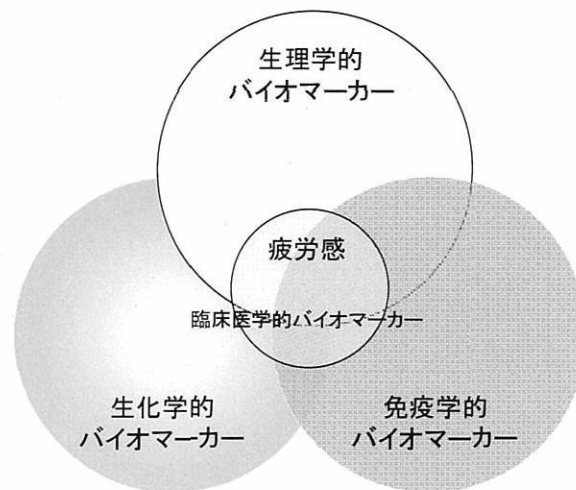 生理学的
バイオマーカー
疲労感
臨床医学的バイオマーカー
生化学的
バイオマーカー
免疫学的
バイオマーカー